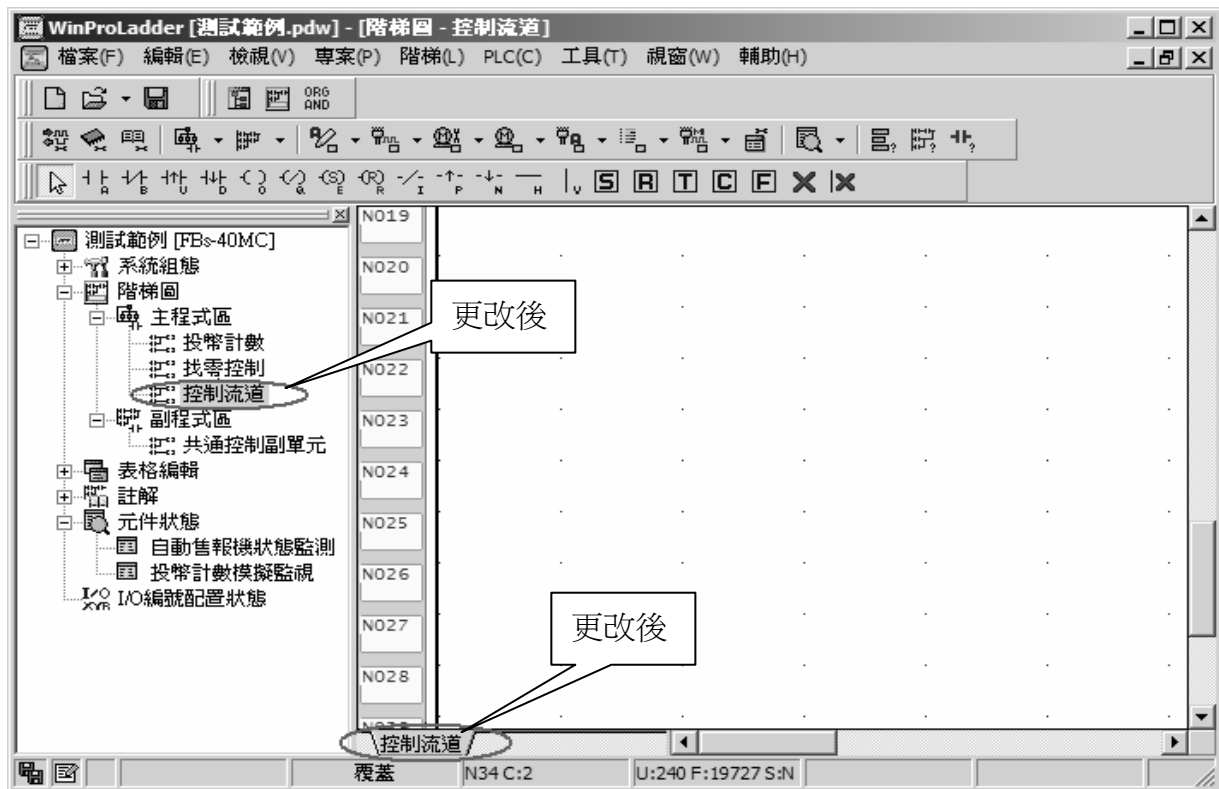 WinProLadder [測試範例.pdw] - [階梯圖 - 控制流道]
檔案(F) 編輯(E) 檢視(V) 專案(P) 階梯(L) PLC(C) 工具(T) 視窗(W) 輔助(H)
ORG
AND
A B U D O Q E R I P N H V S R T C F
測試範例 [FBs-40MC]
系統組態
階梯圖
主程式區
投幣計數
找零控制
控制流道
副程式區
共通控制副單元
表格編輯
註解
元件狀態
自動售報機狀態監測
投幣計數模擬監視
I/O編號配置狀態
N019
N020
N021
N022
N023
N024
N025
N026
N027
N028
更改後
更改後
控制流道
覆蓋 N34 C:2 U:240 F:19727 S:N